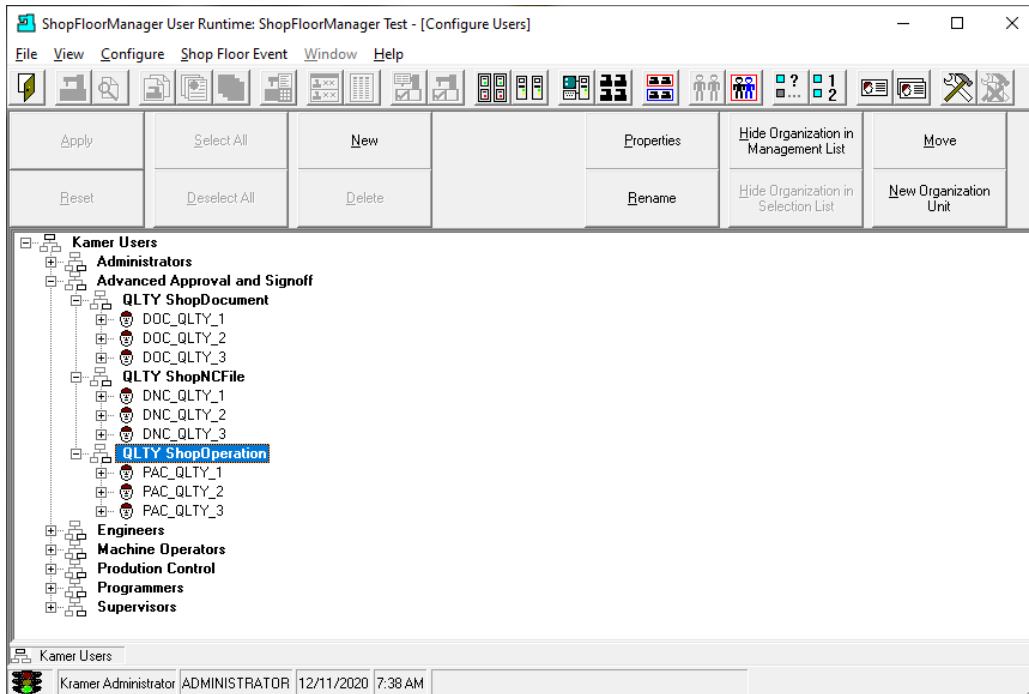 ShopFloorManager User Runtime: ShopFloorManager Test - [Configure Users]
File View Configure Shop Floor Event Window Help
Apply Select All New Properties Hide Organization in Management List Move
Reset Deselect All Delete Rename Hide Organization in Selection List New Organization Unit
Kamer Users
Administrators
Advanced Approval and Signoff
QLTY ShopDocument
DOC_QLTY_1
DOC_QLTY_2
DOC_QLTY_3
QLTY ShopNCFile
DNC_QLTY_1
DNC_QLTY_2
DNC_QLTY_3
QLTY ShopOperation
PAC_QLTY_1
PAC_QLTY_2
PAC_QLTY_3
Engineers
Machine Operators
Prodution Control
Programmers
Supervisors
Kamer Users
Kramer Administrator ADMINISTRATOR 12/11/2020 7:38 AM